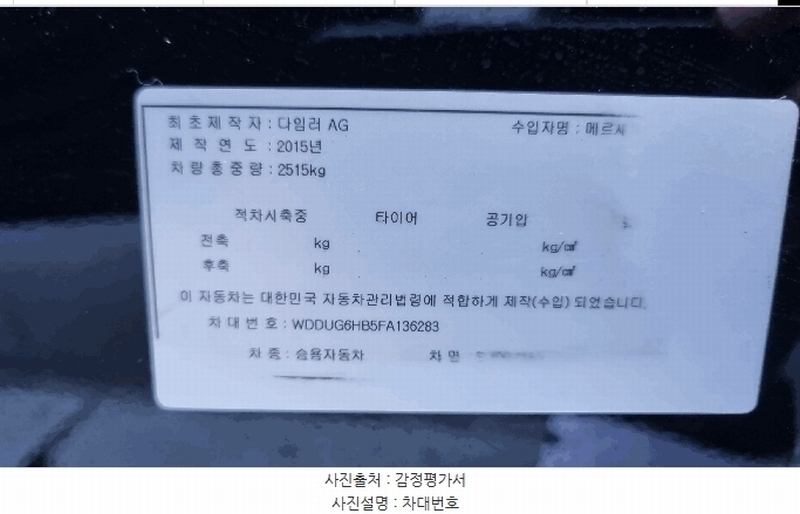 최초제작자 : 다임러 AG 수입자명 : 메르세
제작연도 : 2015년
차량총중량 : 2515kg
적차시축중 타이어 공기압
전축 kg kg/㎠
후축 kg kg/㎠
이 자동차는 대한민국 자동차관리법령에 적합하게 제작(수입) 되었습니다.
차대번호 : WDDUG6HB5FA136283
차종 : 승용자동차 차명
사진출처 : 감정평가서
사진설명 : 차대번호